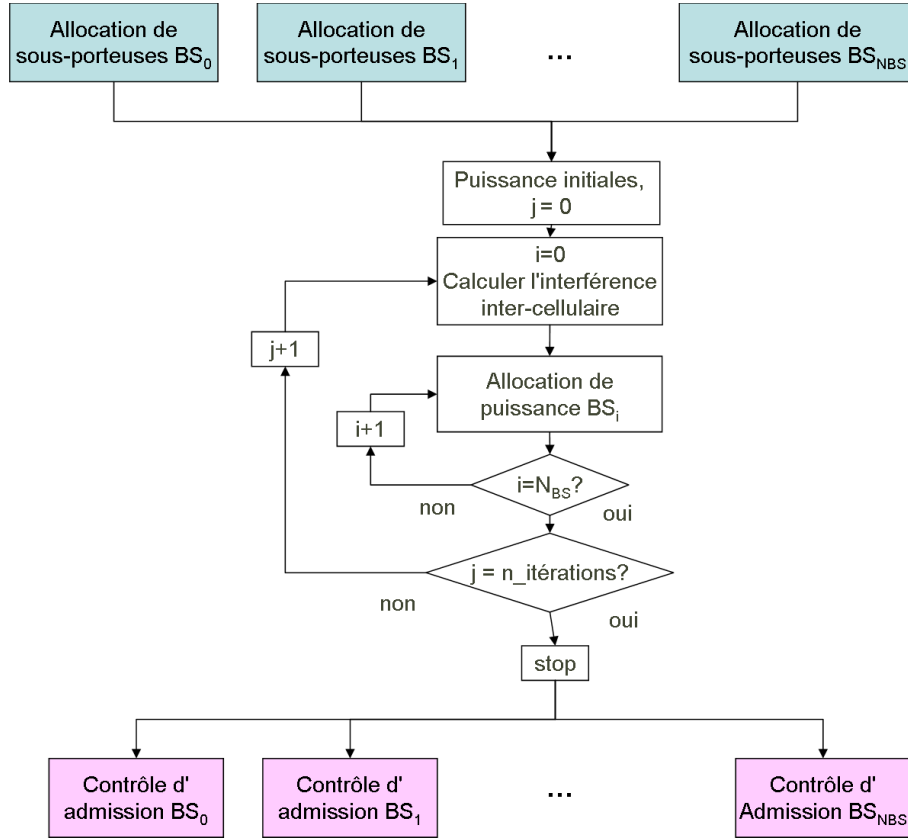 Allocation de
sous-porteuses BS0
Allocation de
sous-porteuses BS1
...
Allocation de
sous-porteuses BSNBS
Puissance initiales,
j = 0
i=0
Calculer l'interférence
inter-cellulaire
j+1
Allocation de
puissance BSi
i+1
i=NBS?
non
oui
j = n_itérations?
non
oui
stop
Contrôle d'
admission BS0
Contrôle d'
admission BS1
...
Contrôle d'
Admission BSNBS